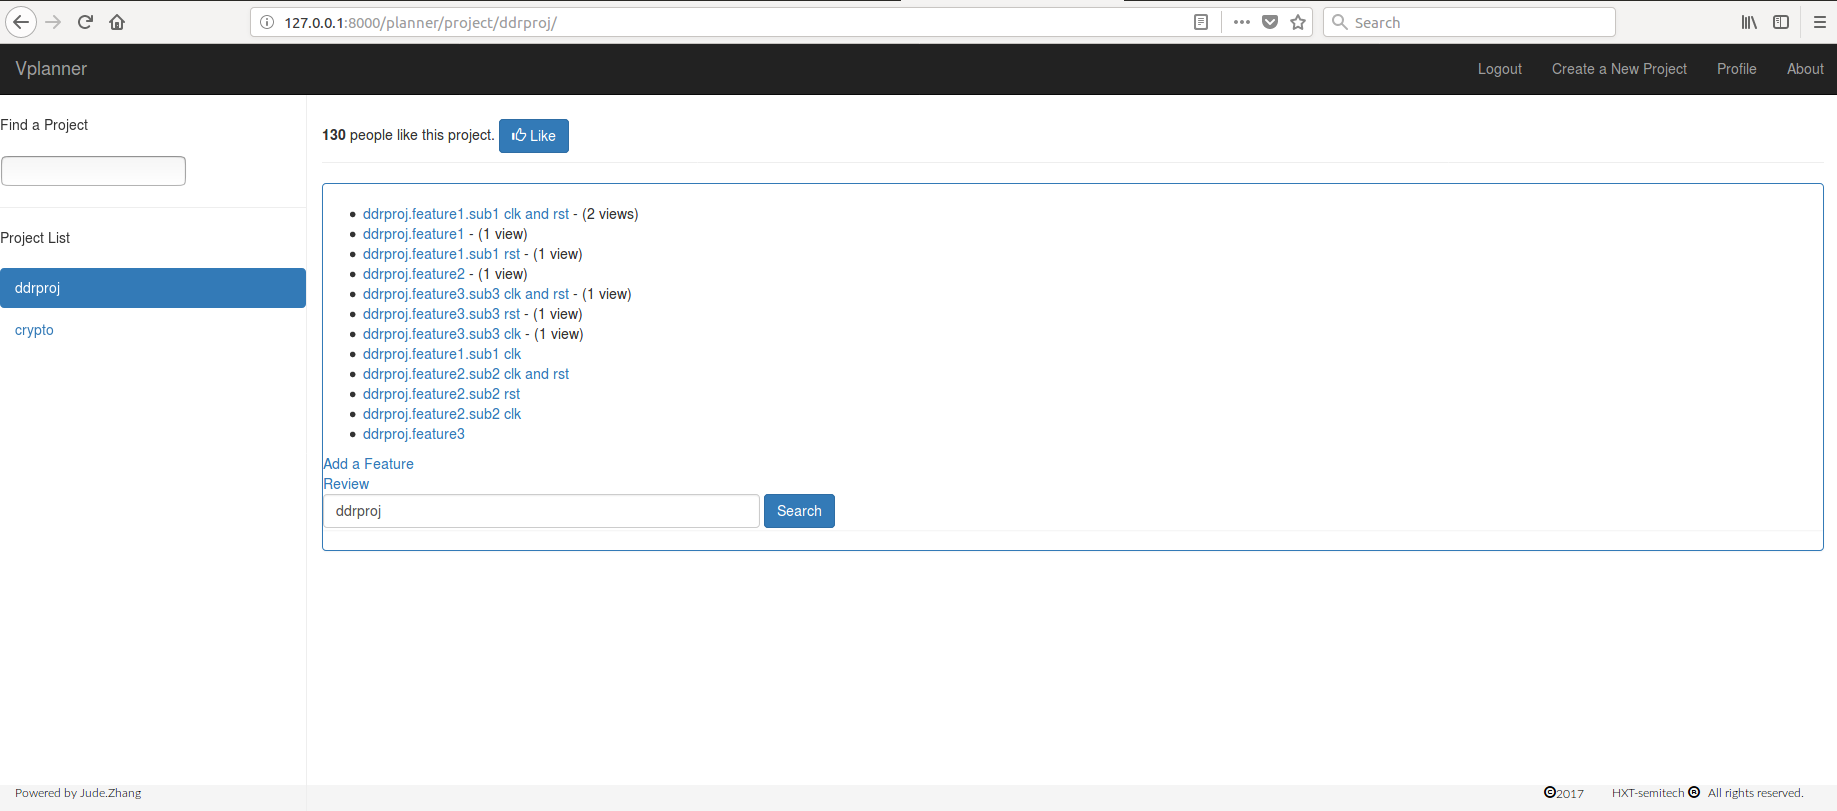 127.0.0.1:8000/planner/project/ddrproj/
Search
Vplanner
Logout
Create a New Project
Profile
About
Find a Project
Project List
ddrproj
crypto
130 people like this project. Like
ddrproj.feature1.sub1 clk and rst - (2 views)
ddrproj.feature1 - (1 view)
ddrproj.feature1.sub1 rst - (1 view)
ddrproj.feature2 - (1 view)
ddrproj.feature3.sub3 clk and rst - (1 view)
ddrproj.feature3.sub3 rst - (1 view)
ddrproj.feature3.sub3 clk - (1 view)
ddrproj.feature1.sub1 clk
ddrproj.feature2.sub2 clk and rst
ddrproj.feature2.sub2 rst
ddrproj.feature2.sub2 clk
ddrproj.feature3
Add a Feature
Review
ddrproj Search
Powered by Jude.Zhang
©2017 HXT-semitech ® All rights reserved.